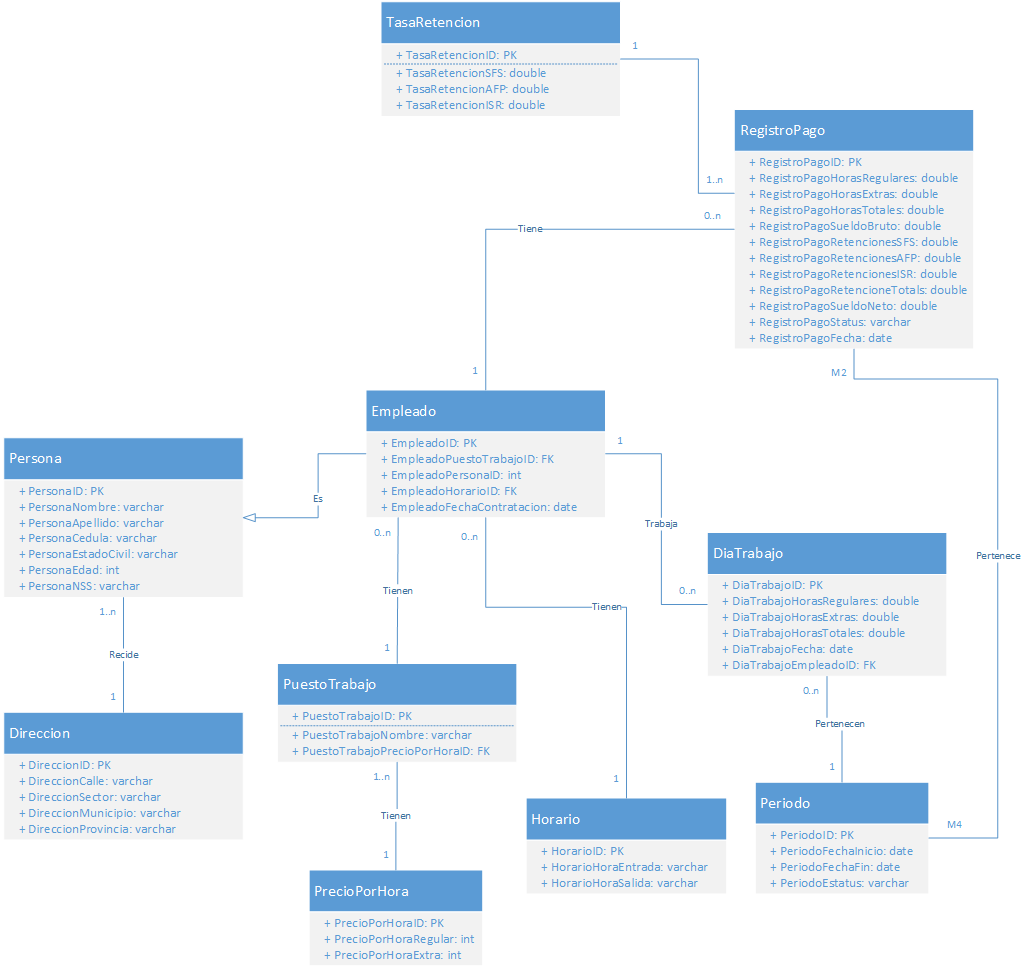 TasaRetencion
+ TasaRetencionID: PK
+ TasaRetencionSFS: double
+ TasaRetencionAFP: double
+ TasaRetencionISR: double
1
1..n
RegistroPago
+ RegistroPagoID: PK
+ RegistroPagoHorasRegulares: double
+ RegistroPagoHorasExtras: double
+ RegistroPagoHorasTotales: double
+ RegistroPagoSueldoBruto: double
+ RegistroPagoRetencionesSFS: double
+ RegistroPagoRetencionesAFP: double
+ RegistroPagoRetencionesISR: double
+ RegistroPagoRetencioneTotals: double
+ RegistroPagoSueldoNeto: double
+ RegistroPagoStatus: varchar
+ RegistroPagoFecha: date
0..n
Tiene
1
M2
Pertenece
M4
Empleado
+ EmpleadoID: PK
+ EmpleadoPuestoTrabajoID: FK
+ EmpleadoPersonaID: int
+ EmpleadoHorarioID: FK
+ EmpleadoFechaContratacion: date
Es
Persona
+ PersonaID: PK
+ PersonaNombre: varchar
+ PersonaApellido: varchar
+ PersonaCedula: varchar
+ PersonaEstadoCivil: varchar
+ PersonaEdad: int
+ PersonaNSS: varchar
1..n
Recide
1
Direccion
+ DireccionID: PK
+ DireccionCalle: varchar
+ DireccionSector: varchar
+ DireccionMunicipio: varchar
+ DireccionProvincia: varchar
0..n
Tienen
1
PuestoTrabajo
+ PuestoTrabajoID: PK
+ PuestoTrabajoNombre: varchar
+ PuestoTrabajoPrecioPorHoraID: FK
1..n
Tienen
1
PrecioPorHora
+ PrecioPorHoraID: PK
+ PrecioPorHoraRegular: int
+ PrecioPorHoraExtra: int
0..n
Tienen
1
Horario
+ HorarioID: PK
+ HorarioHoraEntrada: varchar
+ HorarioHoraSalida: varchar
1
Trabaja
0..n
DiaTrabajo
+ DiaTrabajoID: PK
+ DiaTrabajoHorasRegulares: double
+ DiaTrabajoHorasExtras: double
+ DiaTrabajoHorasTotales: double
+ DiaTrabajoFecha: date
+ DiaTrabajoEmpleadoID: FK
0..n
Pertenecen
1
Periodo
+ PeriodoID: PK
+ PeriodoFechaInicio: date
+ PeriodoFechaFin: date
+ PeriodoEstatus: varchar